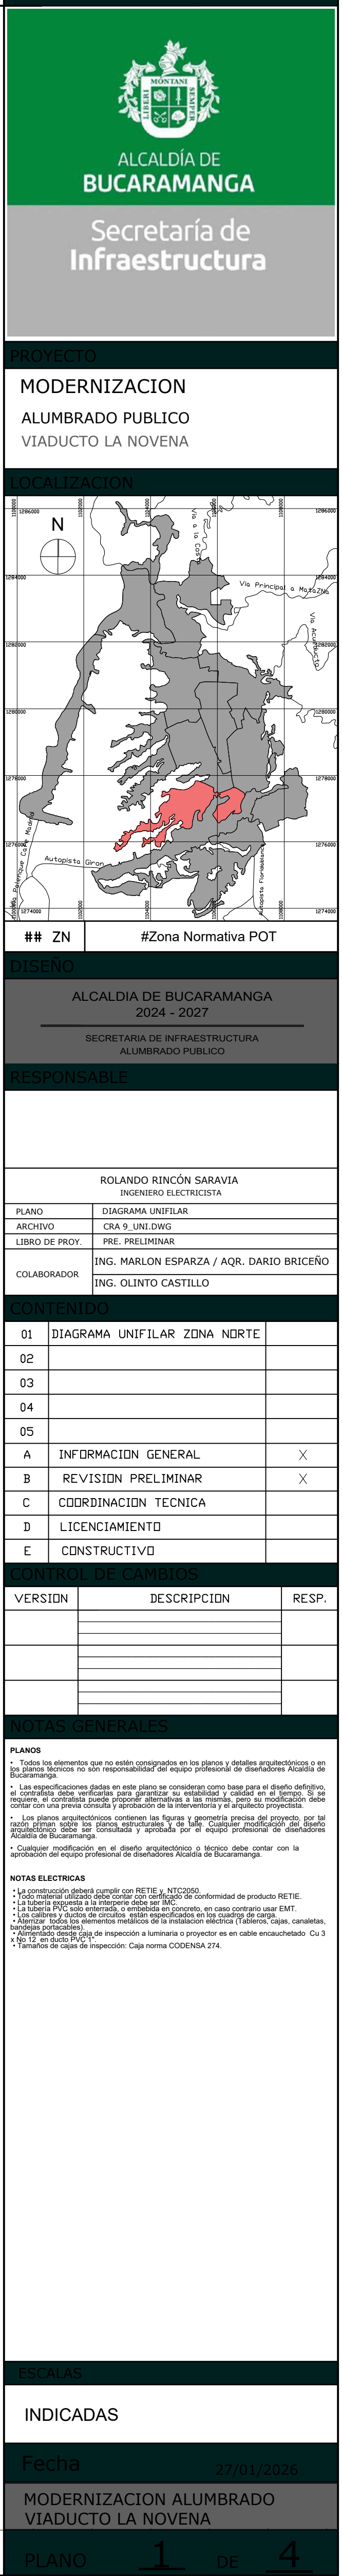 MONTANI
LIBERI
SEMPER
ALCALDÍA DE
BUCARAMANGA
Secretaría de
Infraestructura
PROYECTO
MODERNIZACION
ALUMBRADO PUBLICO
VIADUCTO LA NOVENA
LOCALIZACION
N
Vía a la Costa
Vía Principal a MataZNa
Vía Acueducto
Autopista Giron
Autopista Floridablanca
1286000
1286000
1284000
1284000
1282000
1282000
1280000
1280000
1278000
1278000
1276000
1274000
1274000
## ZN
#Zona Normativa POT
DISEÑO
ALCALDIA DE BUCARAMANGA
2024 - 2027
SECRETARIA DE INFRAESTRUCTURA
ALUMBRADO PUBLICO
RESPONSABLE
ROLANDO RINCÓN SARAVIA
INGENIERO ELECTRICISTA
PLANO DIAGRAMA UNIFILAR
ARCHIVO CRA 9_UNI.DWG
LIBRO DE PROY. PRE. PRELIMINAR
COLABORADOR ING. MARLON ESPARZA / AQR. DARIO BRICEÑO
ING. OLINTO CASTILLO
CONTENIDO
01 DIAGRAMA UNIFILAR ZONA NORTE
02
03
04
05
A INFORMACION GENERAL X
B REVISION PRELIMINAR X
C COORDINACION TECNICA
D LICENCIAMIENTO
E CONSTRUCTIVO
CONTROL DE CAMBIOS
VERSION DESCRIPCION RESP.
NOTAS GENERALES
PLANOS
• Todos los elementos que no estén consignados en los planos y detalles arquitectónicos o en
los planos técnicos no son responsabilidad del equipo profesional de diseñadores Alcaldía de
Bucaramanga.
• Las especificaciones dadas en este plano se consideran como base para el diseño definitivo,
el contratista debe verificarlas para garantizar su estabilidad y calidad en el tiempo. Si se
requiere, el contratista puede proponer alternativas a las mismas, pero su modificación debe
contar con una previa consulta y aprobación de la interventoría y el arquitecto proyectista.
• Los planos arquitectónicos contienen las figuras y geometría precisa del proyecto, por tal
razón priman sobre los planos estructurales y de talle. Cualquier modificación del diseño
arquitectónico debe ser consultada y aprobada por el equipo profesional de diseñadores
Alcaldía de Bucaramanga.
• Cualquier modificación en el diseño arquitectónico o técnico debe contar con la
aprobación del equipo profesional de diseñadores Alcaldía de Bucaramanga.
NOTAS ELECTRICAS
• La construcción deberá cumplir con RETIE y NTC2050.
• Todo material utilizado debe contar con certificado de conformidad de producto RETIE.
• La tubería expuesta a la interperie debe ser IMC.
• La tubería PVC solo enterrada, o embebida en concreto, en caso contrario usar EMT.
• Los calibres y ductos de circuitos están especificados en los cuadros de carga.
• Aterrizar todos los elementos metálicos de la instalacion eléctrica (Tableros, cajas, canaletas,
bandejas portacables).
• Alimentado desde caja de inspección a luminaria o proyector es en cable encauchetado Cu 3
x No 12 en ducto PVC 1".
• Tamaños de cajas de inspección: Caja norma CODENSA 274.
ESCALAS
INDICADAS
Fecha 27/01/2026
MODERNIZACION ALUMBRADO
VIADUCTO LA NOVENA
PLANO 1 DE 4